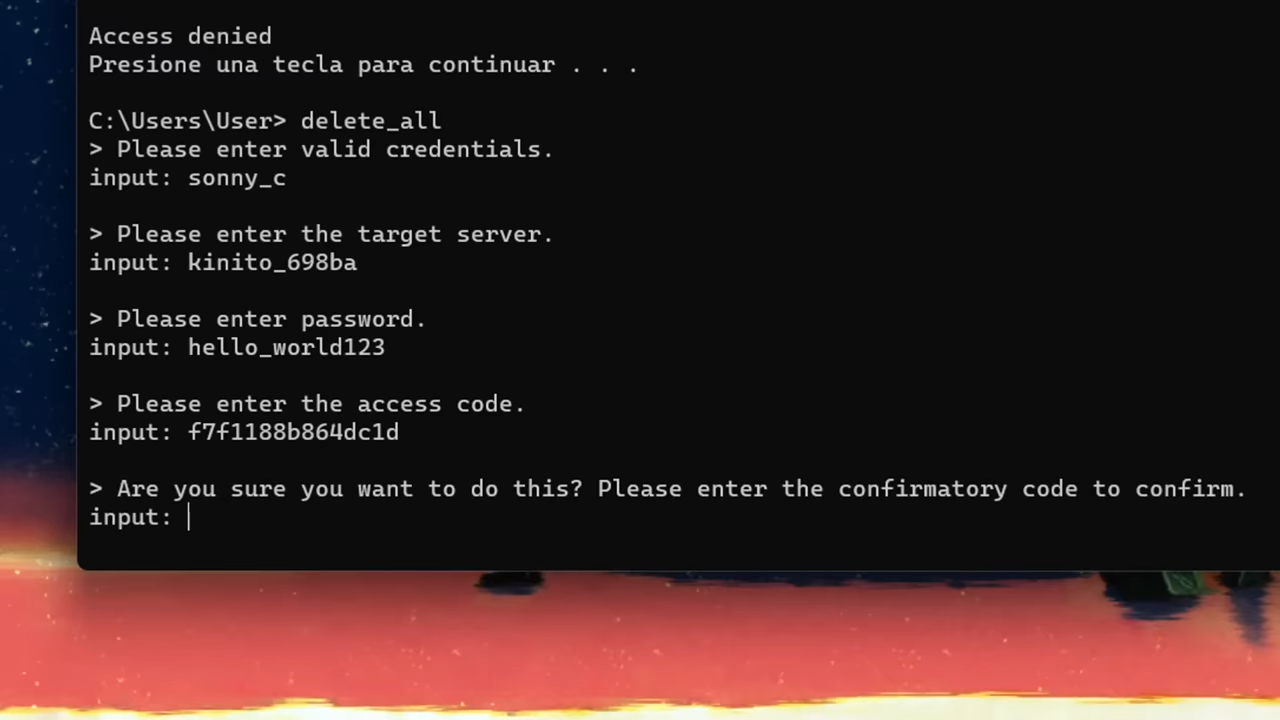 Access denied
Presione una tecla para continuar . . .
C:\Users\User> delete_all
> Please enter valid credentials.
input: sonny_c
> Please enter the target server.
input: kinito_698ba
> Please enter password.
input: hello_world123
> Please enter the access code.
input: f7f1188b864dc1d
> Are you sure you want to do this? Please enter the confirmatory code to confirm.
input: